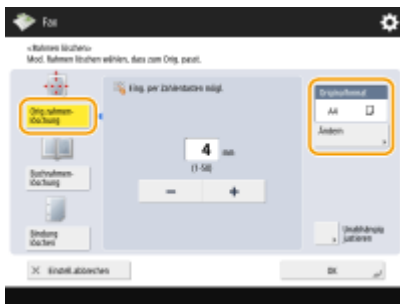 Fax
<Rahmen löschen>
Mod. Rahmen löschen wählen, dass zum Orig. passt.
Orig.rahmen-
löschung
Buchrahmen-
löschung
Bindung
löschen
Eing. per Zahlentasten mögl.
4 mm
(1-50)
- +
Originalformat
A4
Ändern
Unabhängig
justieren
× Einstell. abbrechen
OK